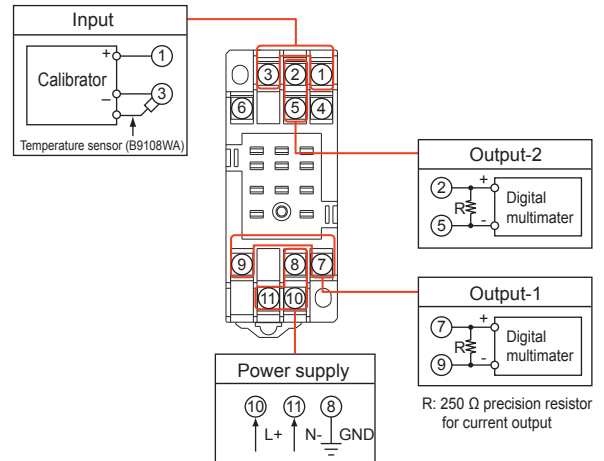 Input
+
1
Calibrator
−
3
Temperature sensor (B9108WA)
3 2 1
6 5 4
9 8 7
11 10
Output-2
2 + Digital
R multimater
5 -
Output-1
7 + Digital
R multimater
9 -
R: 250 Ω precision resistor
for current output
Power supply
10 11 8
L+ N- GND